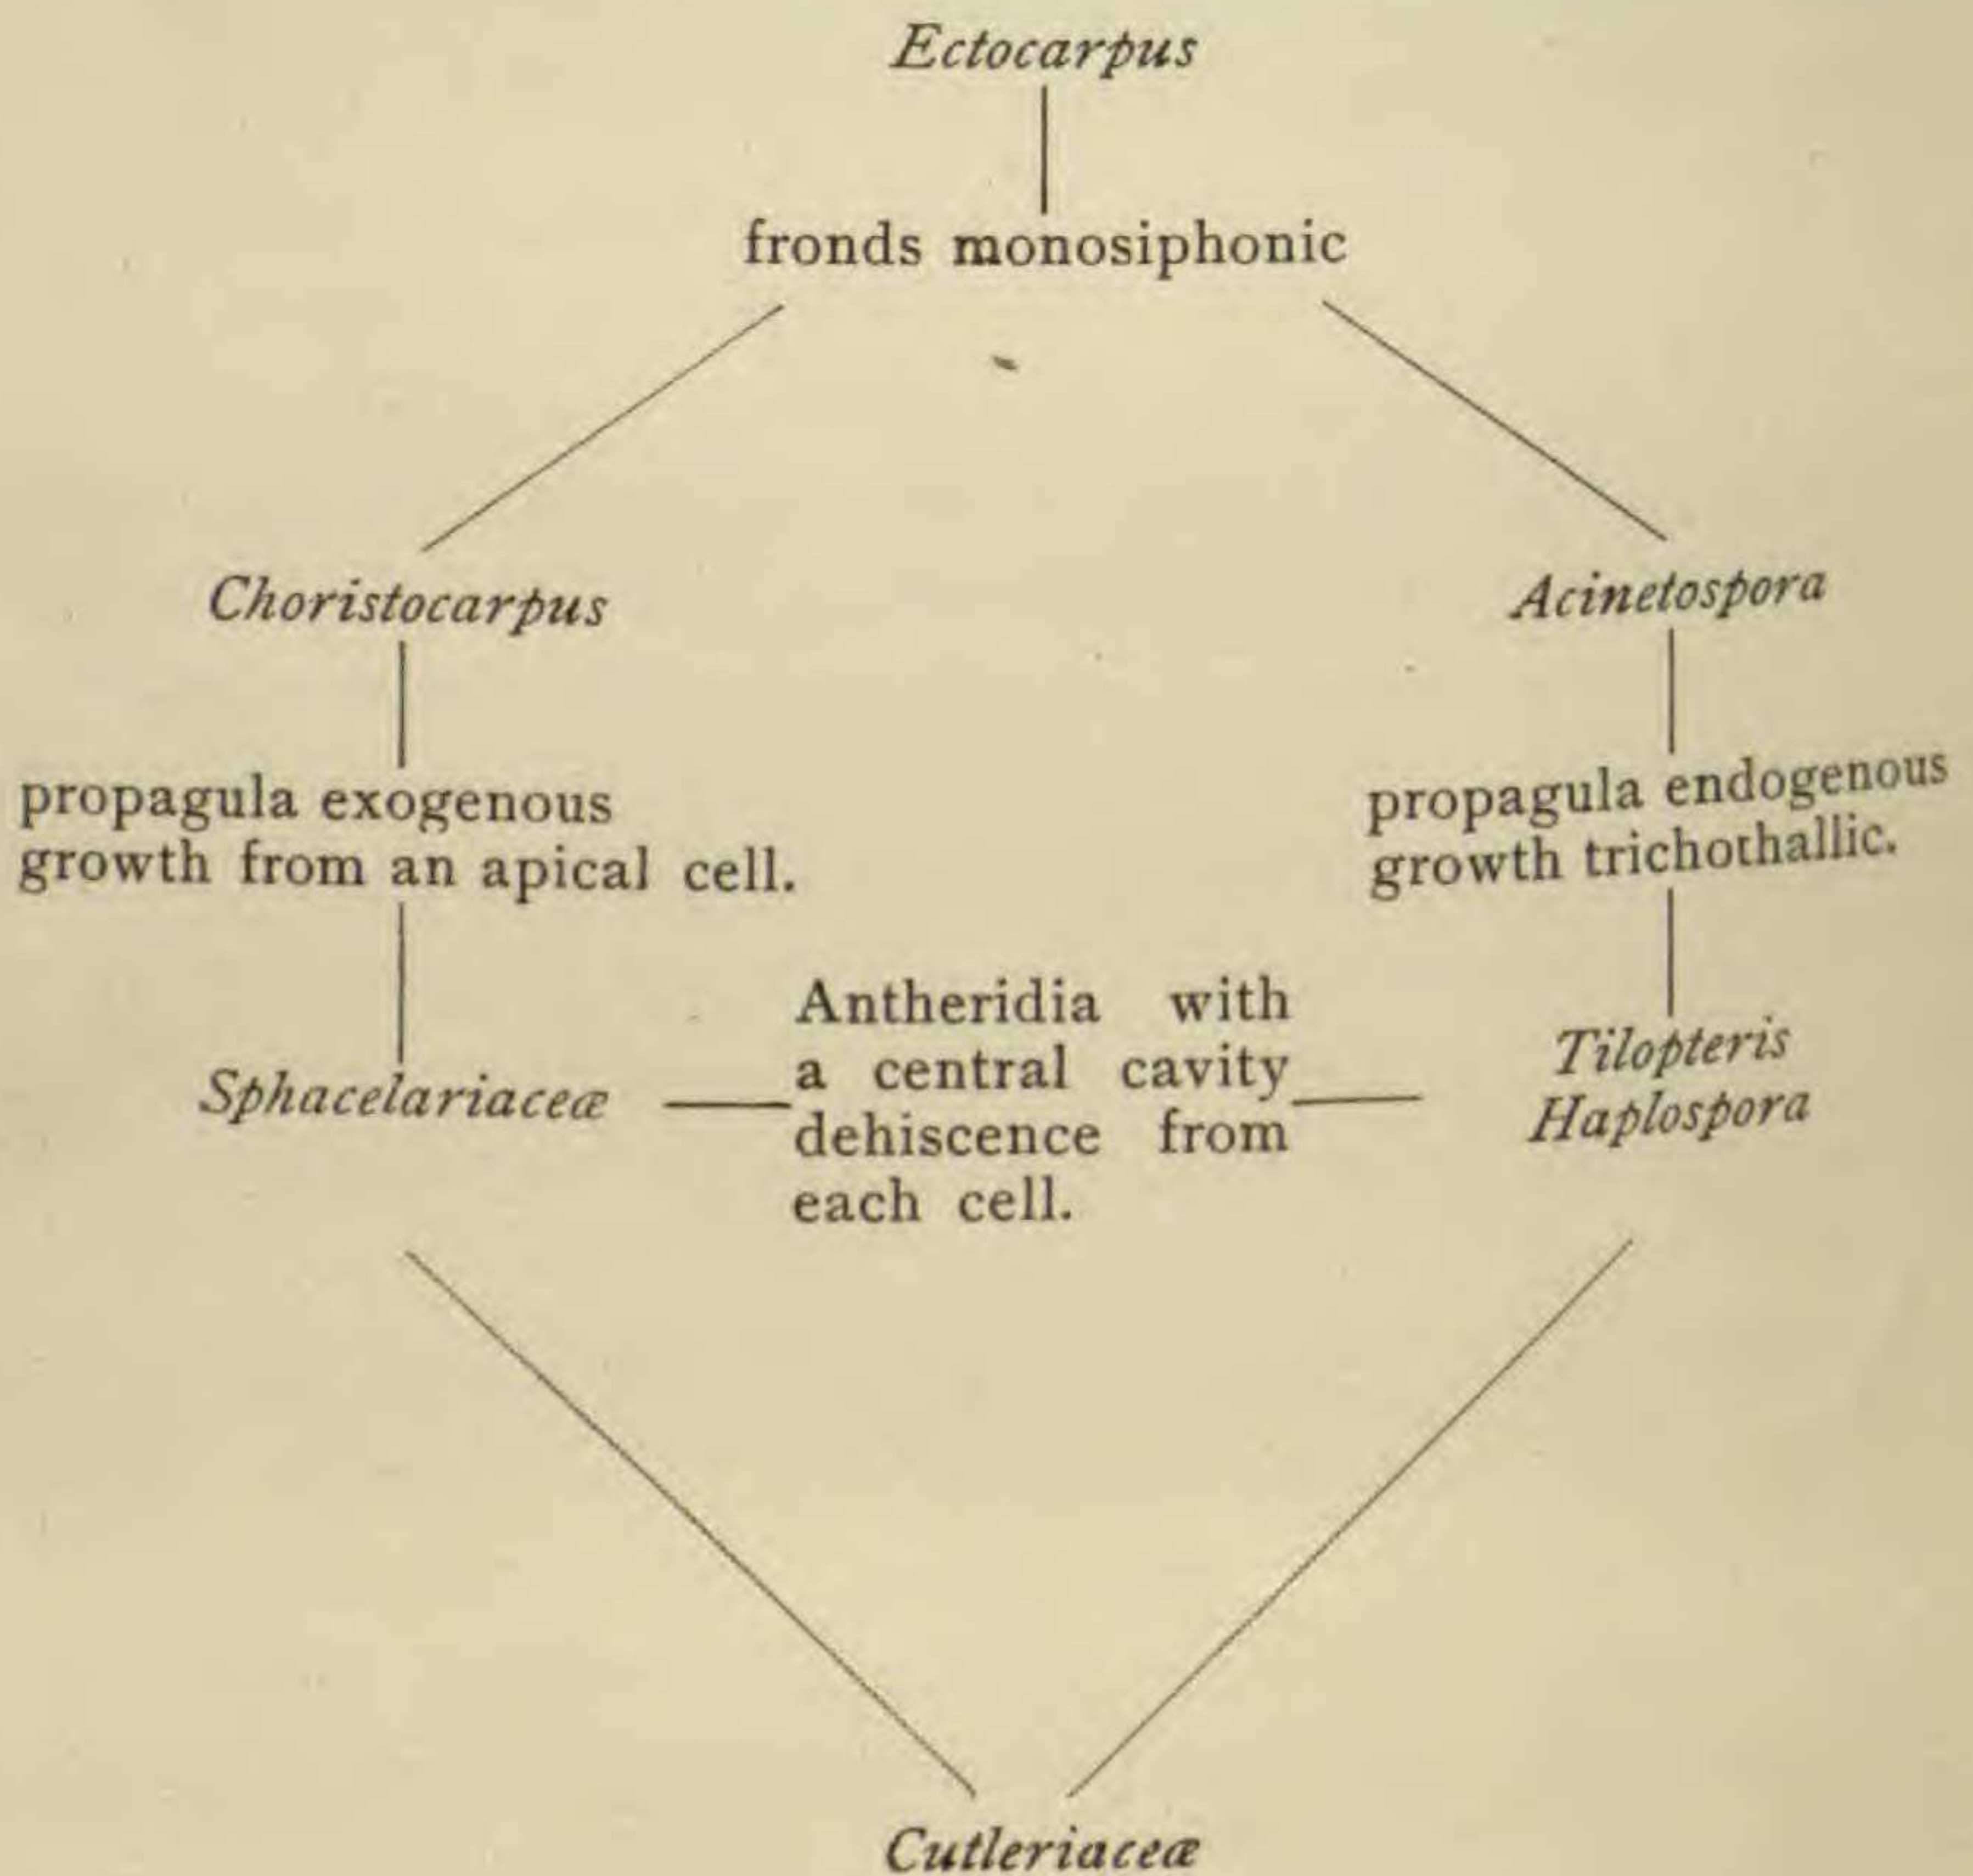 Ectocarpus
fronds monosiphonic
Choristocarpus
Acinetospora
propagula exogenous
growth from an apical cell.
propagula endogenous
growth trichothallic.
Sphacelariaceæ
Antheridia with
a central cavity
dehiscence from
each cell.
Tilopteris
Haplospora
Cutleriaceæ